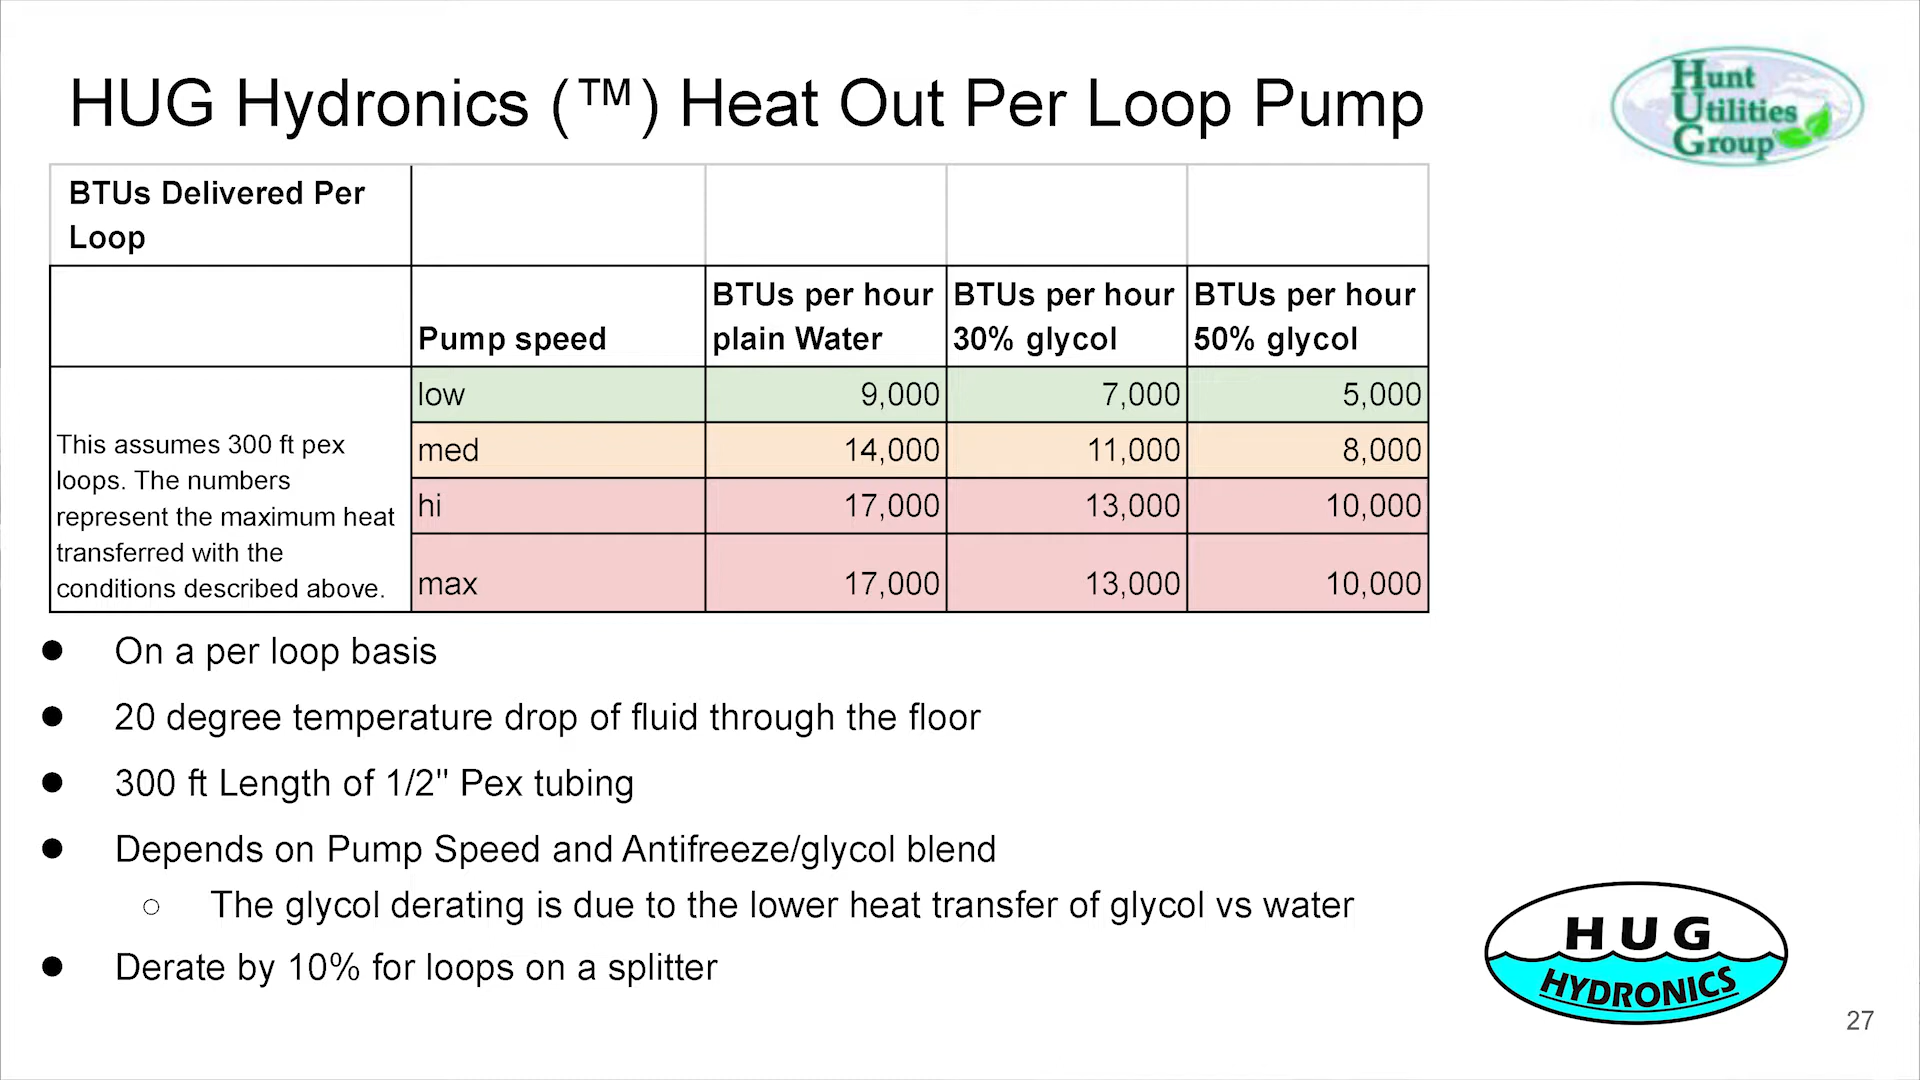 HUG Hydronics (™) Heat Out Per Loop Pump
Hunt
Utilities
Group
BTUs Delivered Per
Loop
Pump speed
BTUs per hour
plain Water
BTUs per hour
30% glycol
BTUs per hour
50% glycol
This assumes 300 ft pex
loops. The numbers
represent the maximum heat
transferred with the
conditions described above.
low 9,000 7,000 5,000
med 14,000 11,000 8,000
hi 17,000 13,000 10,000
max 17,000 13,000 10,000
● On a per loop basis
● 20 degree temperature drop of fluid through the floor
● 300 ft Length of 1/2" Pex tubing
● Depends on Pump Speed and Antifreeze/glycol blend
○ The glycol derating is due to the lower heat transfer of glycol vs water
● Derate by 10% for loops on a splitter
HUG
HYDRONICS
27